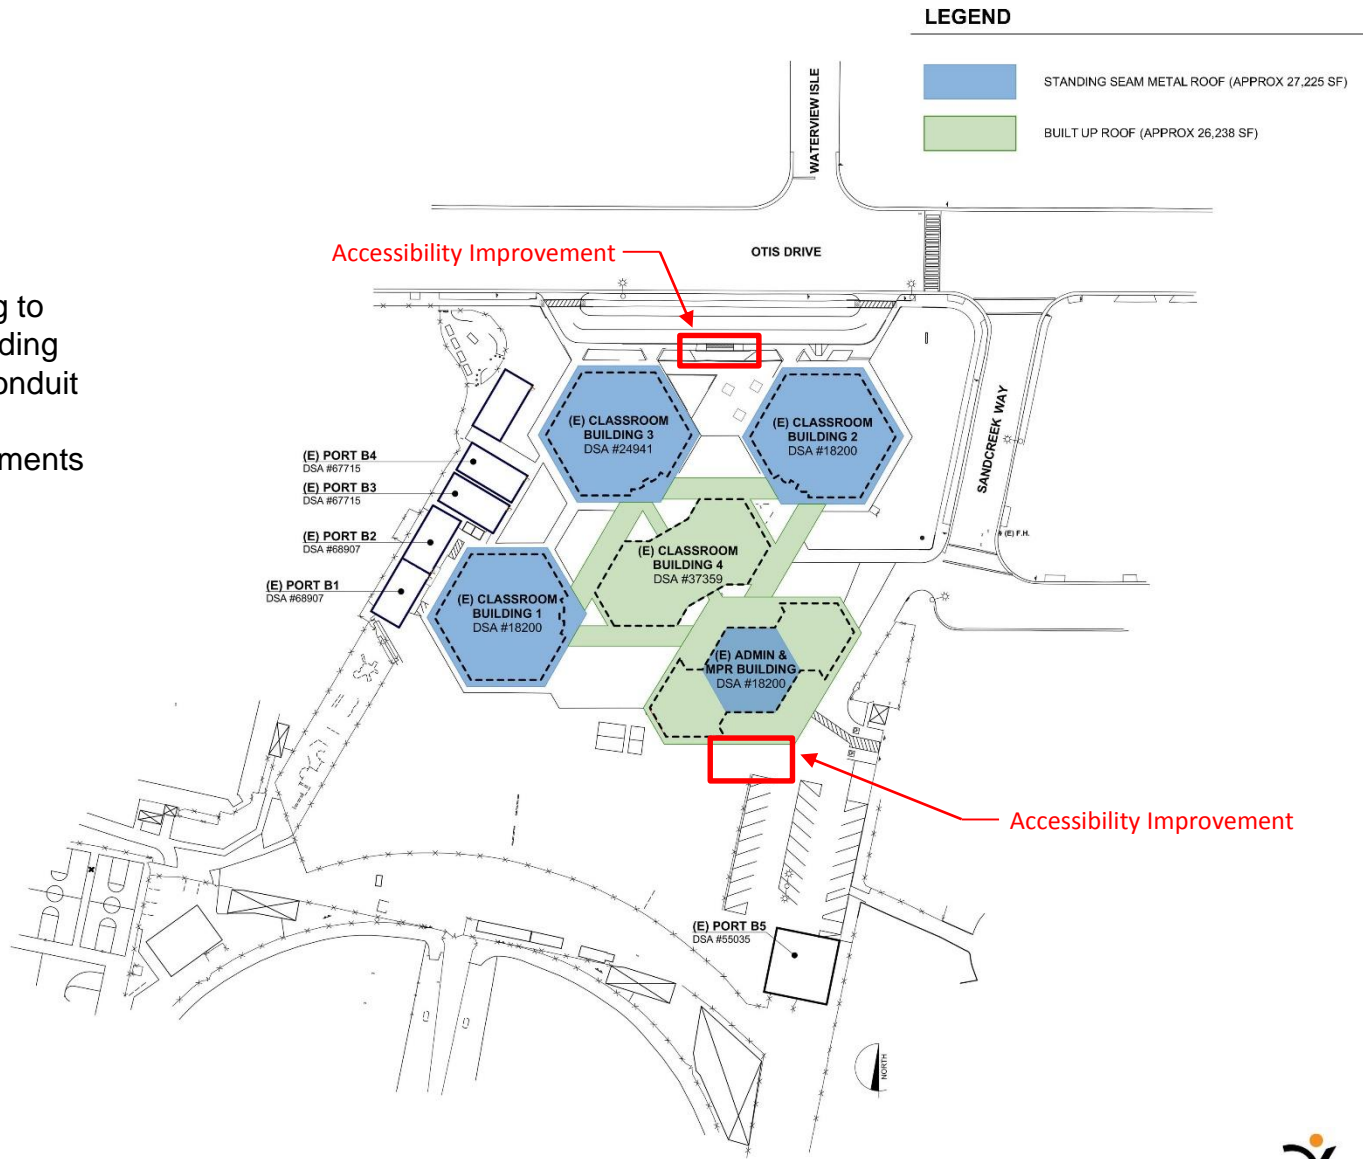 LEGEND
STANDING SEAM METAL ROOF (APPROX 27,225 SF)
BUILT UP ROOF (APPROX 26,238 SF)
WATERVIEW ISLE
OTIS DRIVE
Accessibility Improvement
g to
ding
onduit
ments
SANDCREEK WAY
(E) F.H.
(E) CLASSROOM
BUILDING 3
DSA #24941
(E) CLASSROOM
BUILDING 2
DSA #18200
(E) PORT B4
DSA #67715
(E) PORT B3
DSA #67715
(E) PORT B2
DSA #68907
(E) PORT B1
DSA #68907
(E) CLASSROOM
BUILDING 4
DSA #37359
(E) CLASSROOM
BUILDING 1
DSA #18200
(E) ADMIN &
MPR BUILDING
DSA #18200
Accessibility Improvement
(E) PORT B5
DSA #55035
NORTH